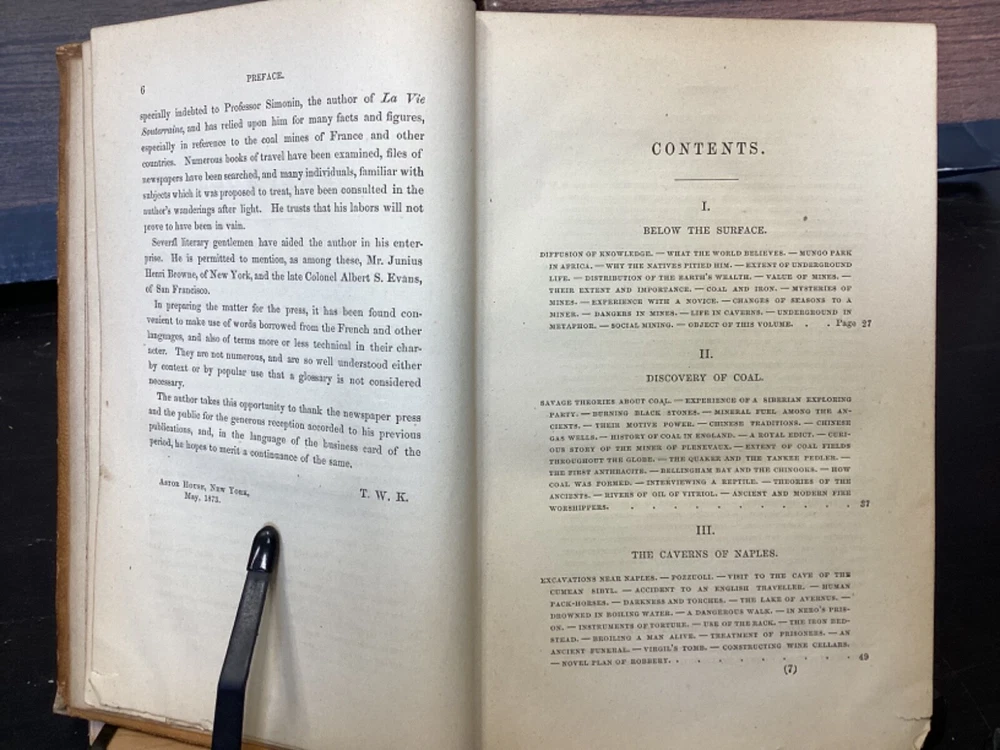 6
PREFACE.
specially indebted to Professor Simonin, the author of La Vie
Souterraine, and has relied upon him for many facts and figures,
especially in reference to the coal mines of France and other
countries. Numerous books of travel have been examined, files of
newspapers have been searched, and many individuals, familiar with
subjects which it was proposed to treat, have been consulted in the
author's wanderings after light. He trusts that his labors will not
prove to have been in vain.
Several literary gentlemen have aided the author in his enter-
prise. He is permitted to mention, as among these, Mr. Junius
Henri Browne, of New York, and the late Colonel Albert S. Evans,
of San Francisco.
In preparing the matter for the press, it has been found con-
venient to make use of words borrowed from the French and other
languages, and also of terms more or less technical in their char-
acter. They are not numerous, and are so well understood either
by context or by popular use that a glossary is not considered
necessary.
The author takes this opportunity to thank the newspaper press
and the public for the generous reception accorded to his previous
publications, and, in the language of the business card of the
period, he hopes to merit a continuance of the same.
T. W. K.
ASTOR HOUSE, NEW YORK,
May, 1873.
CONTENTS.
I.
BELOW THE SURFACE.
DIFFUSION OF KNOWLEDGE. — WHAT THE WORLD BELIEVES. — MUNGO PARK
IN AFRICA. — WHY THE NATIVES PITIED HIM. — EXTENT OF UNDERGROUND
LIFE. — DISTRIBUTION OF THE EARTH'S WEALTH. — VALUE OF MINES. —
THEIR EXTENT AND IMPORTANCE. — COAL AND IRON. — MYSTERIES OF
MINES. — EXPERIENCE WITH A NOVICE. — CHANGES OF SEASONS TO A
MINER. — DANGERS IN MINES. — LIFE IN CAVERNS. — UNDERGROUND IN
METAPHOR. — SOCIAL MINING. — OBJECT OF THIS VOLUME. . . Page 27
II.
DISCOVERY OF COAL.
SAVAGE THEORIES ABOUT COAL. — EXPERIENCE OF A SIBERIAN EXPLORING
PARTY. — BURNING BLACK STONES. — MINERAL FUEL AMONG THE AN-
CIENTS. — THEIR MOTIVE POWER. — CHINESE TRADITIONS. — CHINESE
GAS WELLS. — HISTORY OF COAL IN ENGLAND. — A ROYAL EDICT. — CURI-
OUS STORY OF THE MINER OF PLENEVAUX. — EXTENT OF COAL FIELDS
THROUGHOUT THE GLOBE. — THE QUAKER AND THE YANKEE PEDLER. —
THE FIRST ANTHRACITE. — BELLINGHAM BAY AND THE CHINOOKS. — HOW
COAL WAS FORMED. — INTERVIEWING A REPTILE. — THEORIES OF THE
ANCIENTS. — RIVERS OF OIL OF VITRIOL. — ANCIENT AND MODERN FIRE
WORSHIPPERS. . . . . . . . . . . 37
III.
THE CAVERNS OF NAPLES.
EXCAVATIONS NEAR NAPLES. — POZZUOLI. — VISIT TO THE CAVE OF THE
CUMEAN SIBYL. — ACCIDENT TO AN ENGLISH TRAVELLER. — HUMAN
PACK-HORSES. — DARKNESS AND TORCHES. — THE LAKE OF AVERNUS. —
DROWNED IN BOILING WATER. — A DANGEROUS WALK. — IN NERO'S PRIS-
ON. — INSTRUMENTS OF TORTURE. — USE OF THE RACK. — THE IRON BED-
STEAD. — BROILING A MAN ALIVE. — TREATMENT OF PRISONERS. — AN
ANCIENT FUNERAL. — VIRGIL'S TOMB. — CONSTRUCTING WINE CELLARS.
— NOVEL PLAN OF ROBBERY. . . . . . . . 49
(7)